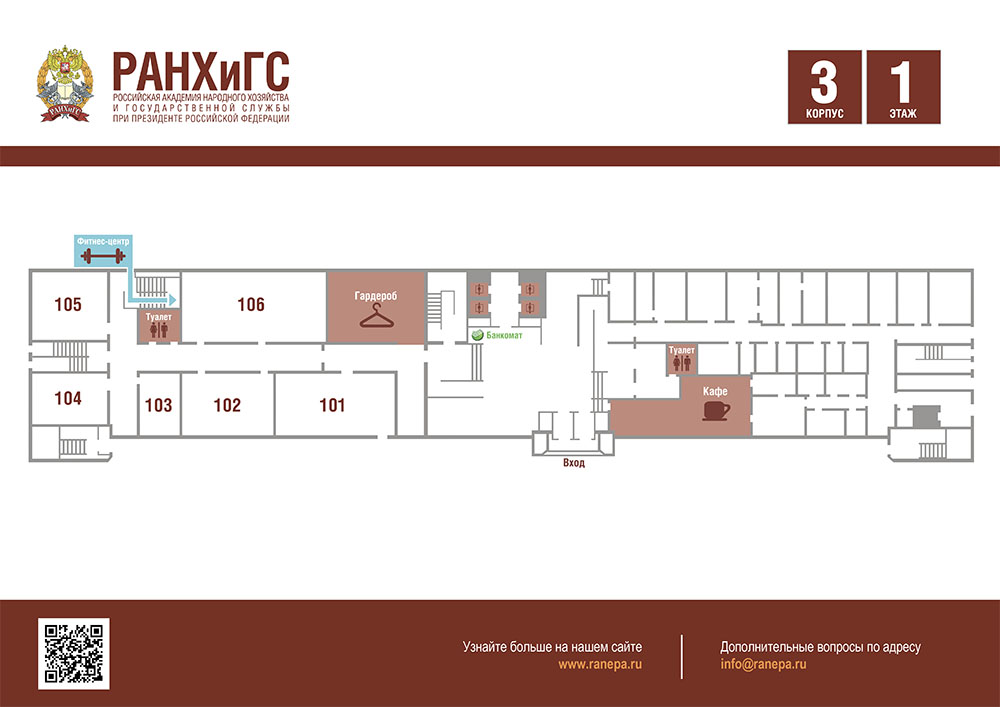 РАНХиГС
РОССИЙСКАЯ АКАДЕМИЯ НАРОДНОГО ХОЗЯЙСТВА
И ГОСУДАРСТВЕННОЙ СЛУЖБЫ
ПРИ ПРЕЗИДЕНТЕ РОССИЙСКОЙ ФЕДЕРАЦИИ
РАНХиГС
3
КОРПУС
1
ЭТАЖ
Фитнес-центр
105
106
Гардероб
Туалет
Банкомат
Туалет
104
103
102
101
Кафе
Вход
Узнайте больше на нашем сайте
www.ranepa.ru
Дополнительные вопросы по адресу
info@ranepa.ru